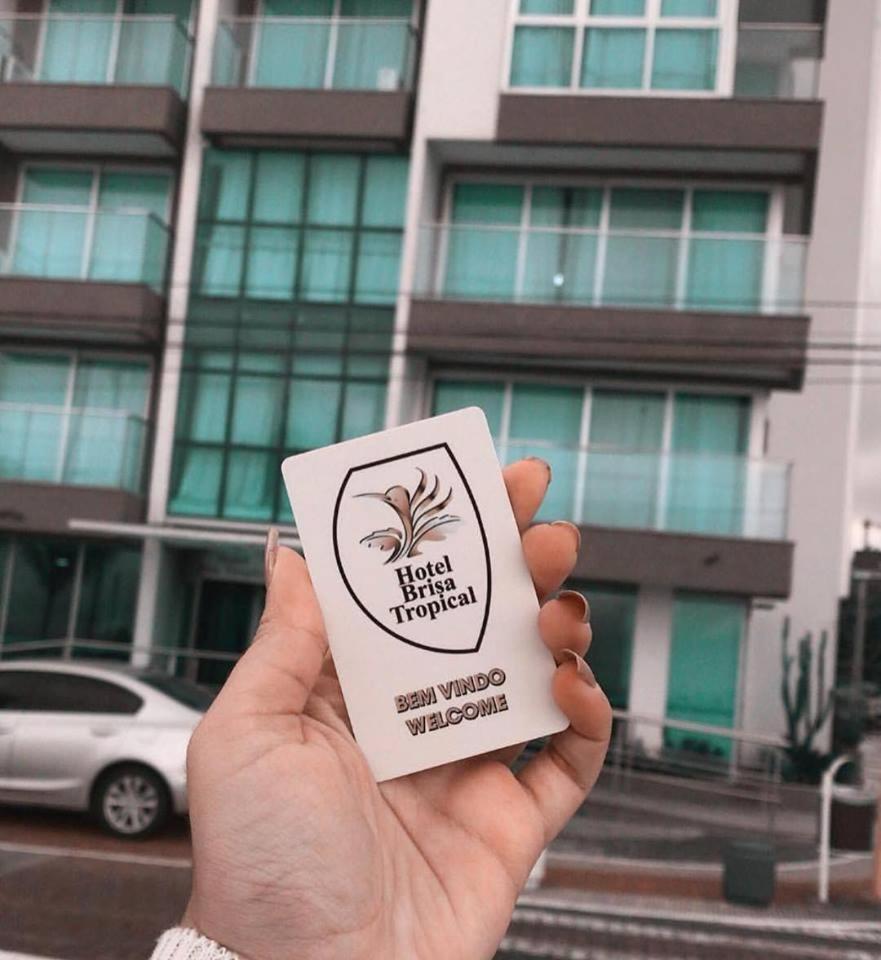 Hotel
Brisa
Tropical
BEM VINDO
WELCOME